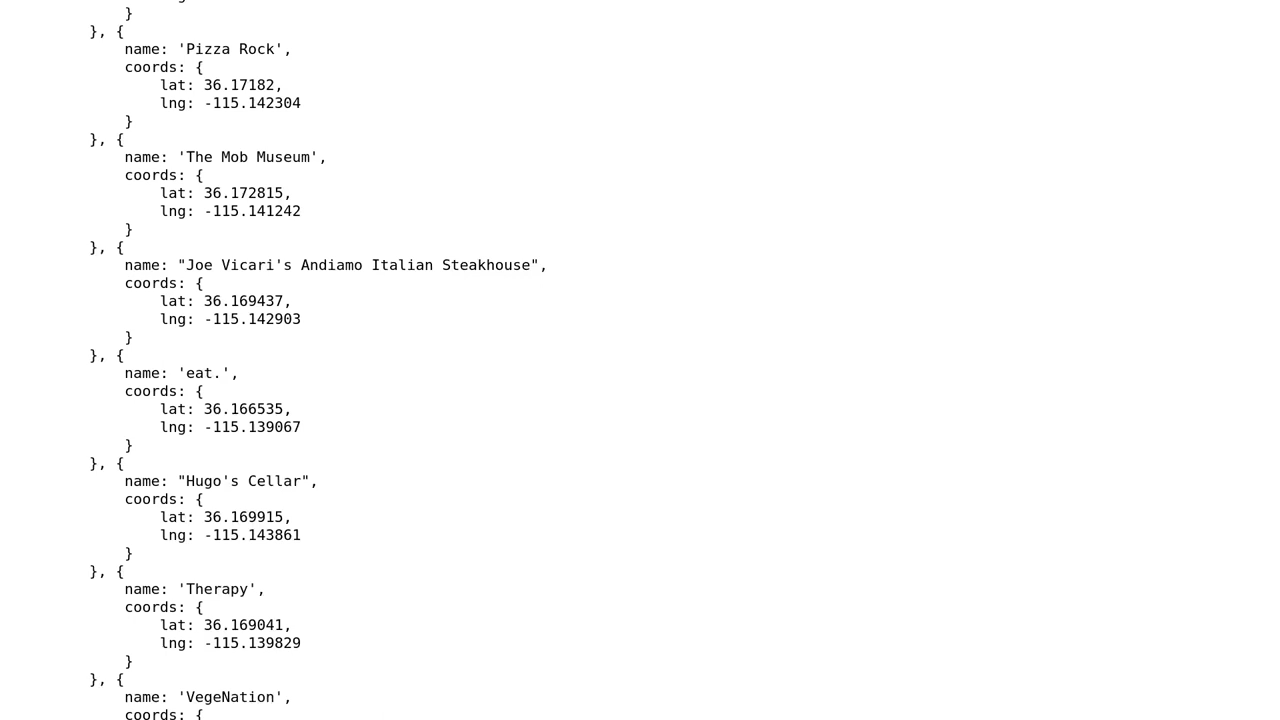 }
}, {
name: 'Pizza Rock',
coords: {
lat: 36.17182,
lng: -115.142304
}
}, {
name: 'The Mob Museum',
coords: {
lat: 36.172815,
lng: -115.141242
}
}, {
name: "Joe Vicari's Andiamo Italian Steakhouse",
coords: {
lat: 36.169437,
lng: -115.142903
}
}, {
name: 'eat.',
coords: {
lat: 36.166535,
lng: -115.139067
}
}, {
name: "Hugo's Cellar",
coords: {
lat: 36.169915,
lng: -115.143861
}
}, {
name: 'Therapy',
coords: {
lat: 36.169041,
lng: -115.139829
}
}, {
name: 'VegeNation',
coords: {